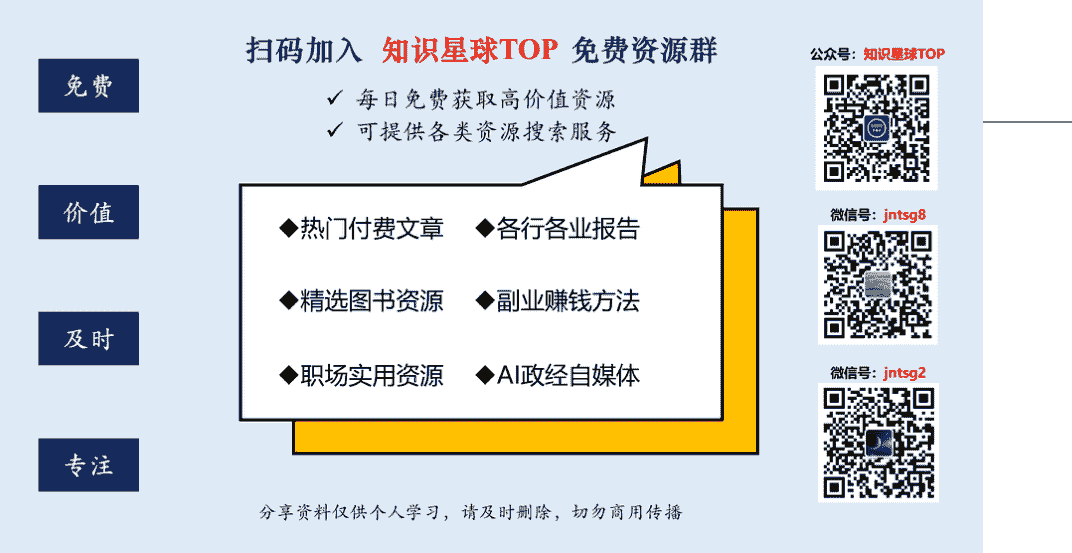 扫码加入 知识星球TOP 免费资源群
✓ 每日免费获取高价值资源
✓ 可提供各类资源搜索服务
免费
价值
及时
专注
◆热门付费文章 ◆各行各业报告
◆精选图书资源 ◆副业赚钱方法
◆职场实用资源 ◆AI政经自媒体
公众号：知识星球TOP
微信号：jntsg8
微信号：jntsg2
分享资料仅供个人学习，请及时删除，切勿商用传播